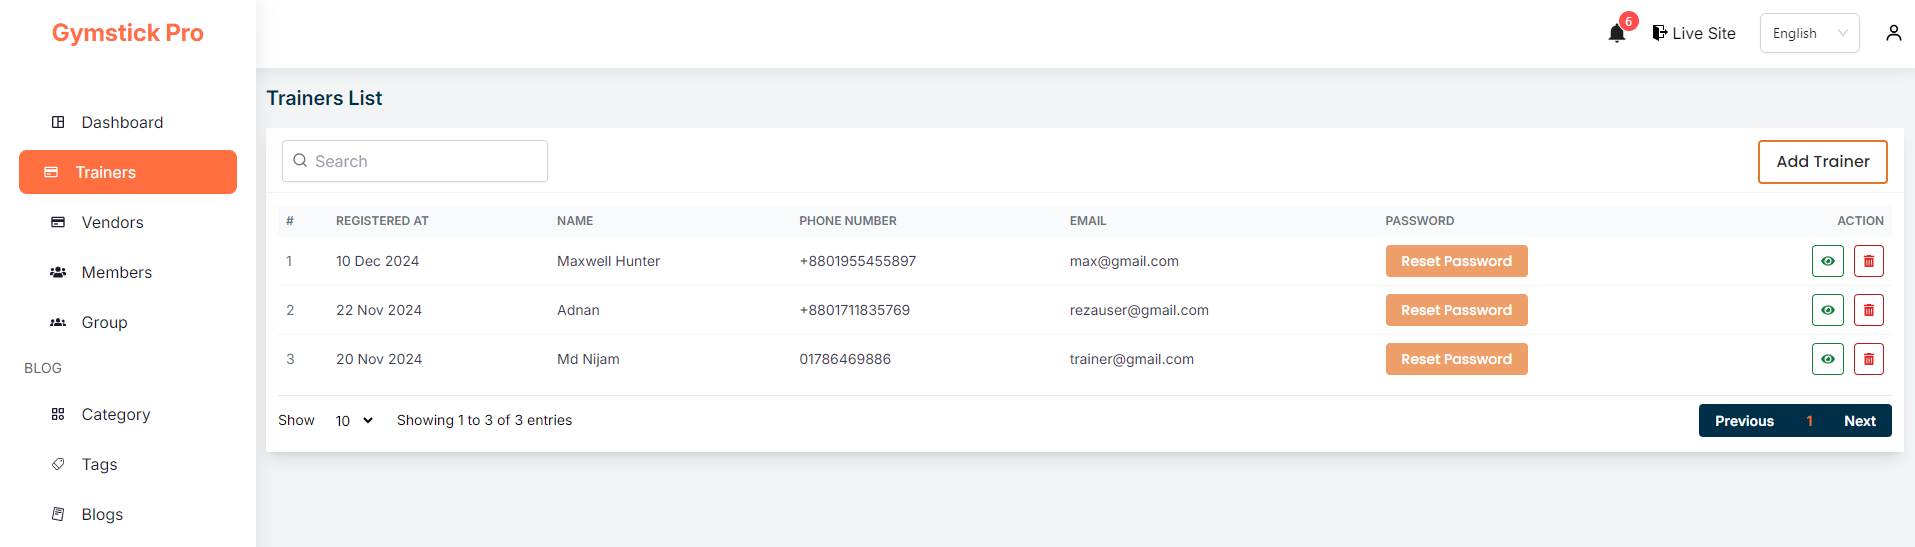 Gymstick Pro
6
Live Site
English
Dashboard
Trainers
Vendors
Members
Group
BLOG
Category
Tags
Blogs
Trainers List
Search
Add Trainer
# REGISTERED AT NAME PHONE NUMBER EMAIL PASSWORD ACTION
1 10 Dec 2024 Maxwell Hunter +8801955455897 max@gmail.com Reset Password
2 22 Nov 2024 Adnan +8801711835769 rezauser@gmail.com Reset Password
3 20 Nov 2024 Md Nijam 01786469886 trainer@gmail.com Reset Password
Show 10 Showing 1 to 3 of 3 entries Previous 1 Next